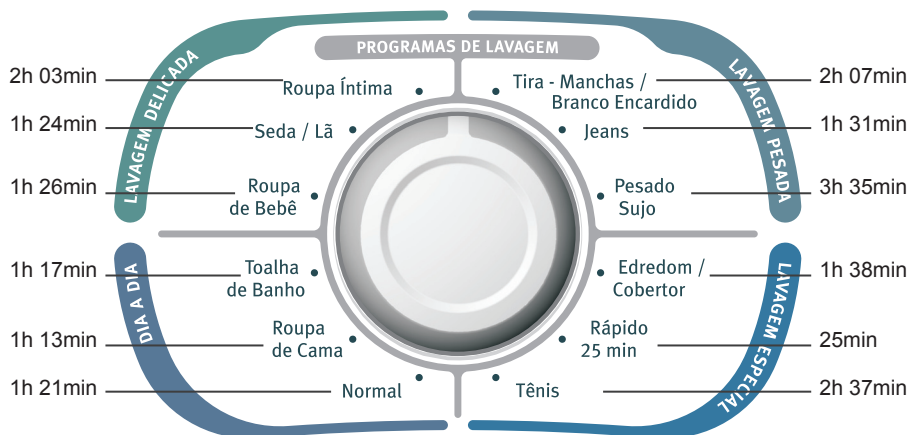 PROGRAMAS DE LAVAGEM
LAVAGEM DELICADA
2h 03min
Roupa Íntima
1h 24min
Seda / Lã
1h 26min
Roupa
de Bebê
DIA A DIA
1h 17min
Toalha
de Banho
1h 13min
Roupa
de Cama
1h 21min
Normal
LAVAGEM PESADA
Tira - Manchas /
Branco Encardido
2h 07min
Jeans
1h 31min
Pesado
Sujo
3h 35min
LAVAGEM ESPECIAL
Edredom /
Cobertor
1h 38min
Rápido
25 min
25min
Tênis
2h 37min